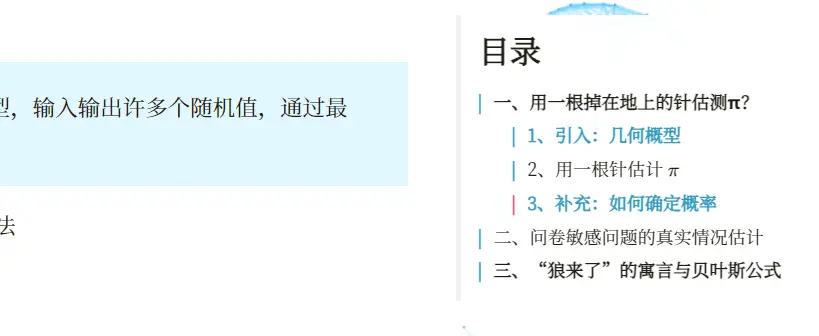 型，输入输出许多个随机值，通过最
法
目录
一、用一根掉在地上的针估测π？
1、引入：几何概型
2、用一根针估计 π
3、补充：如何确定概率
二、问卷敏感问题的真实情况估计
三、“狼来了”的寓言与贝叶斯公式